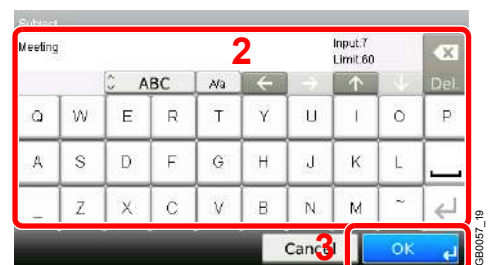 Subject
Meeting
2
Input:7
Limit:60
ABC
A/a
Del.
Q W E R T Y U I O P
A S D F G H J K L
_ Z X C V B N M ~
Cancel
3
OK
GB0057_19